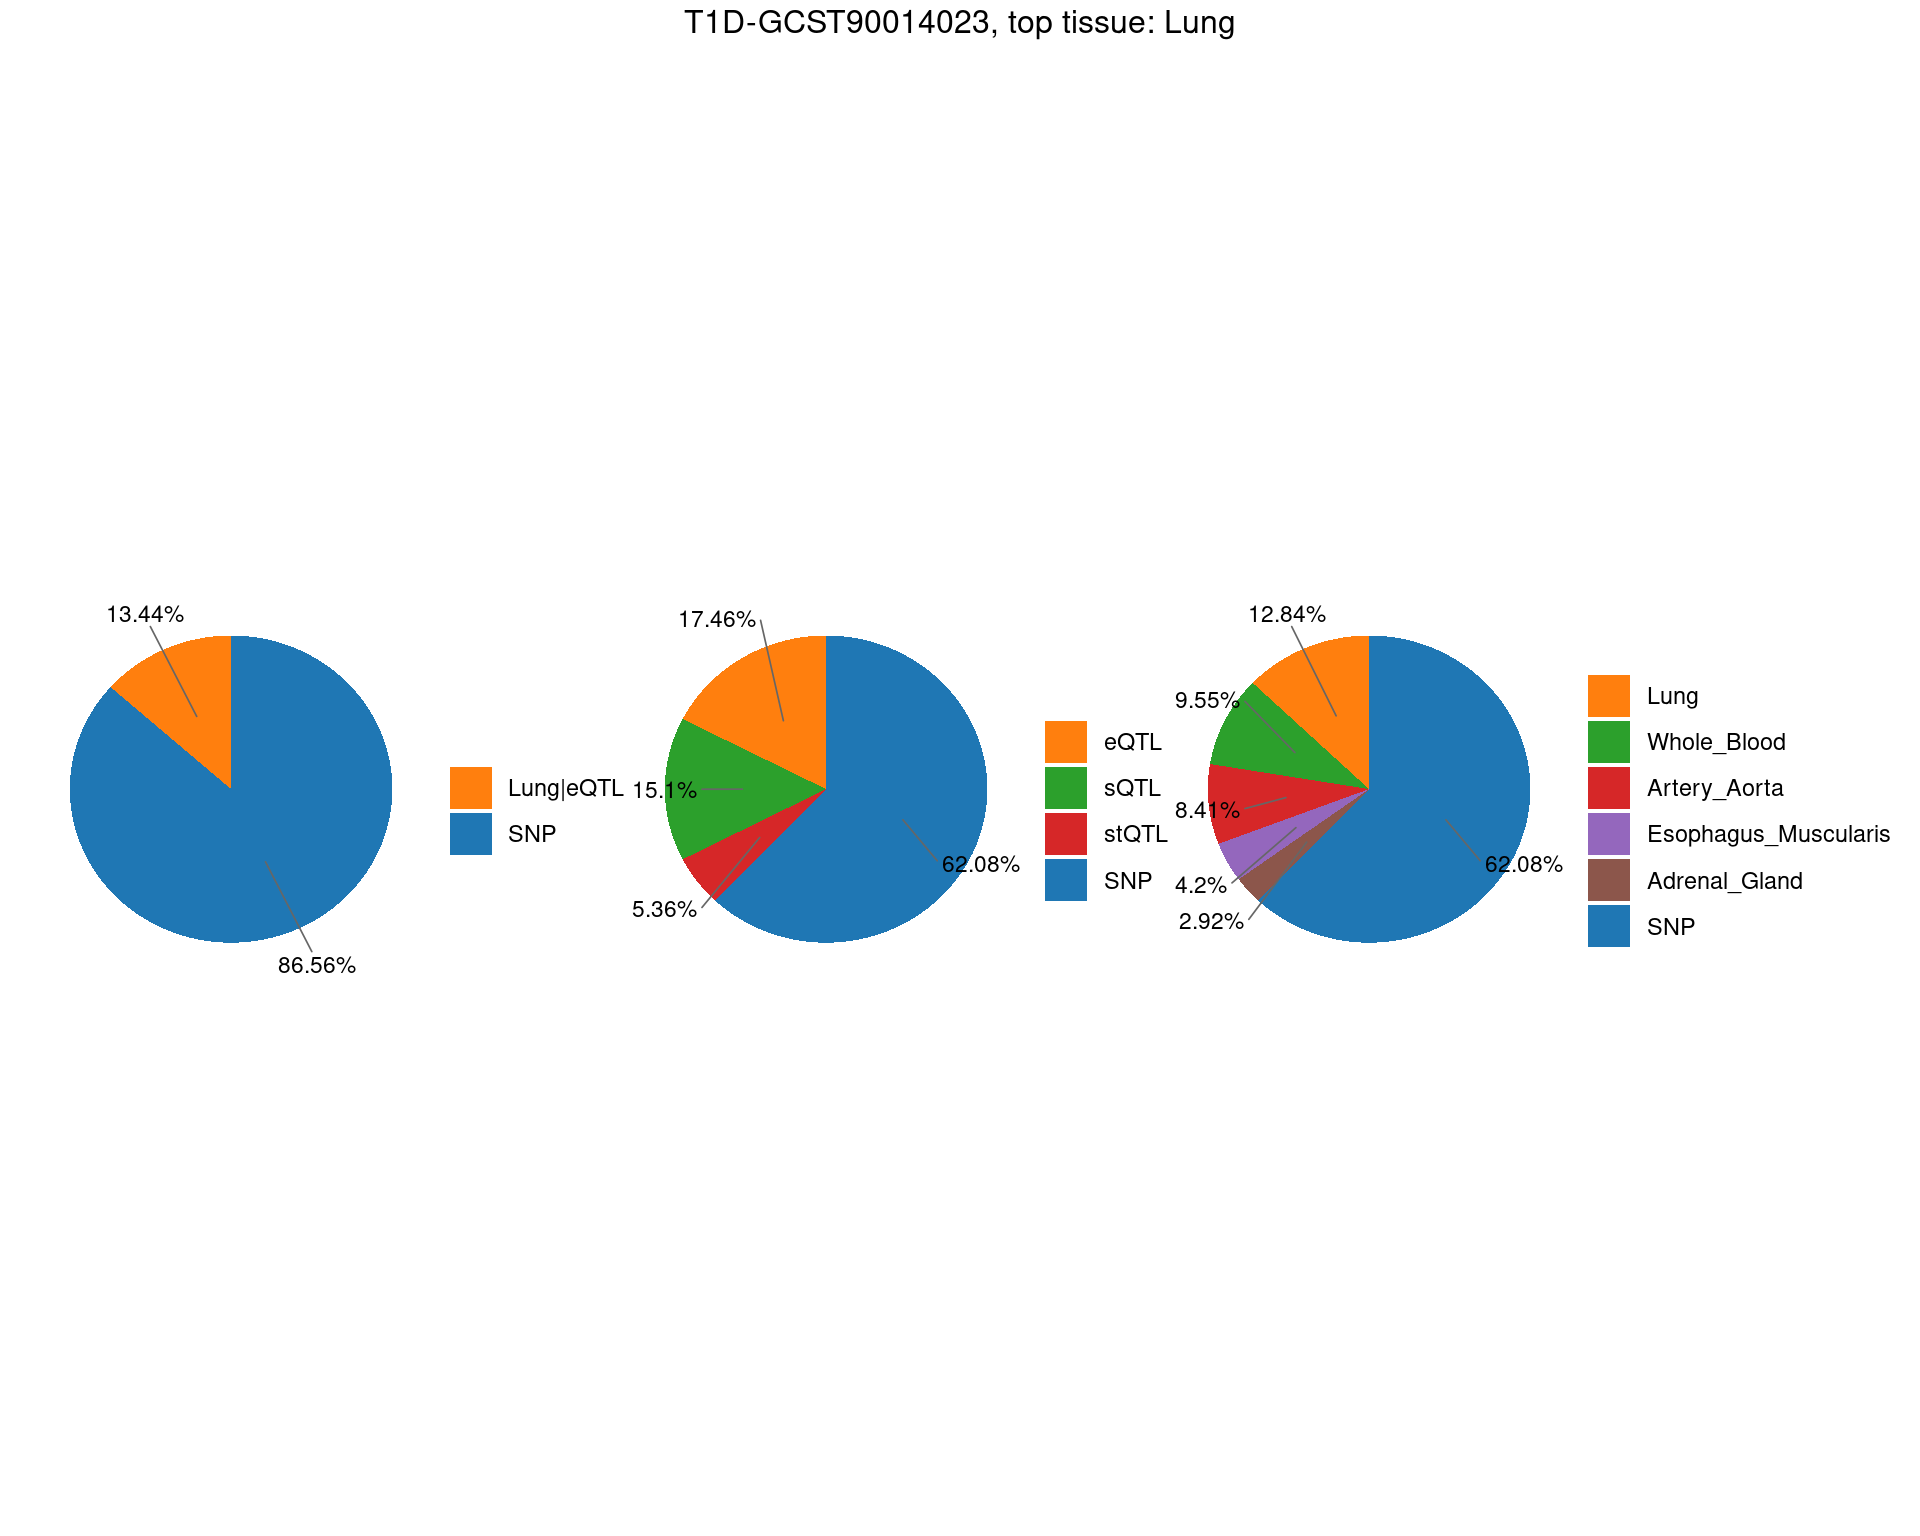 T1D-GCST90014023, top tissue: Lung
13.44%
86.56%
Lung|eQTL
SNP
17.46%
15.1%
5.36%
62.08%
eQTL
sQTL
stQTL
SNP
12.84%
9.55%
8.41%
4.2%
2.92%
62.08%
Lung
Whole_Blood
Artery_Aorta
Esophagus_Muscularis
Adrenal_Gland
SNP